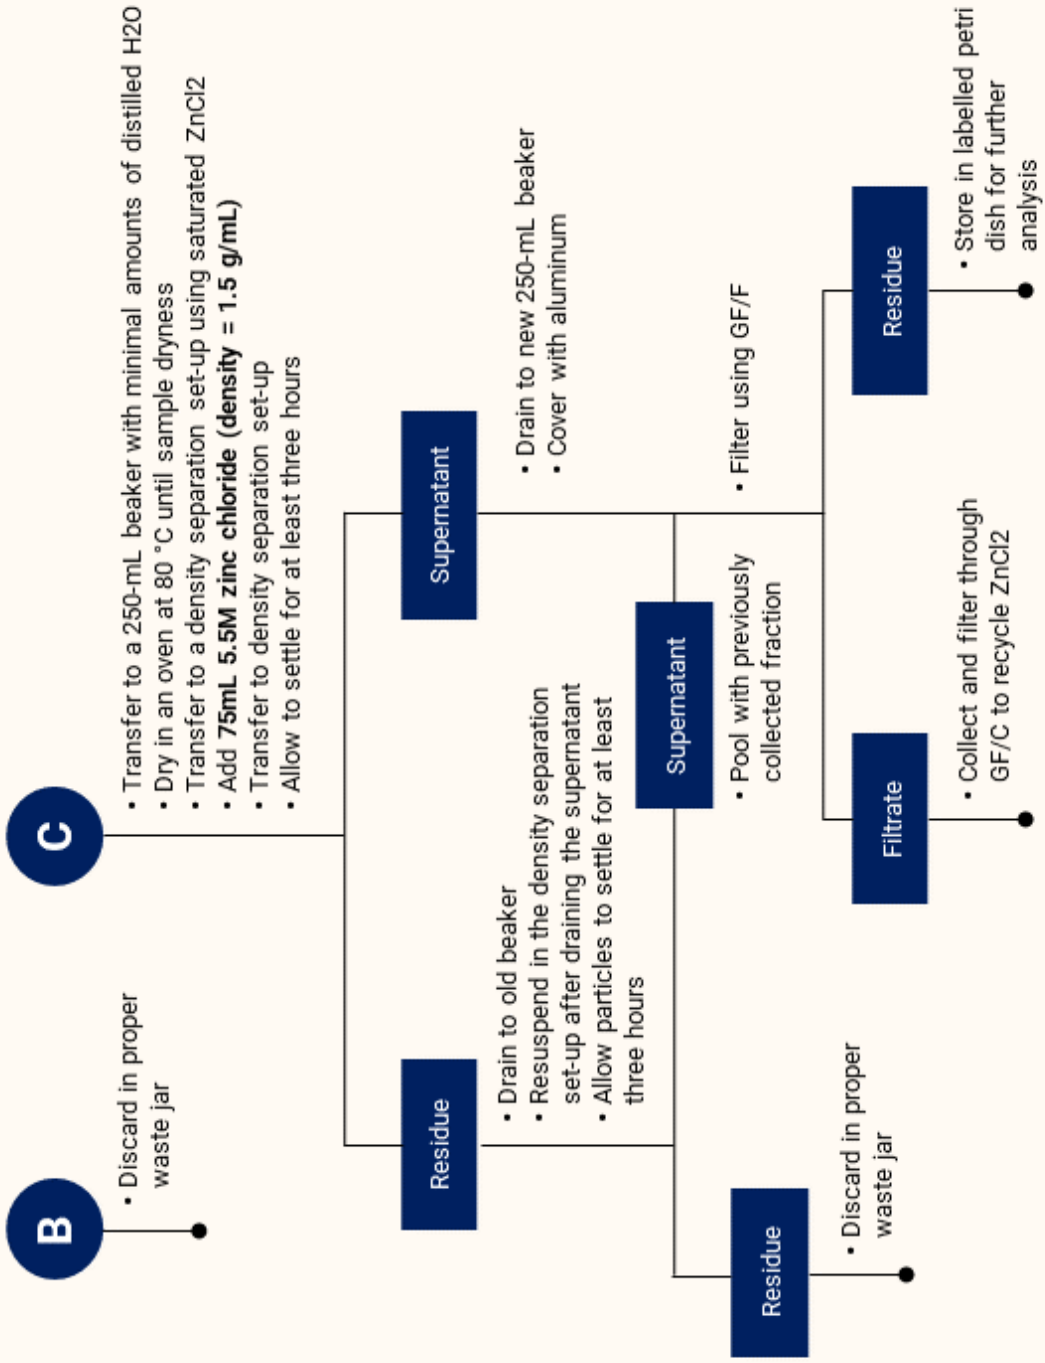 B
• Discard in proper
waste jar
C
• Transfer to a 250-mL beaker with minimal amounts of distilled H2O
• Dry in an oven at 80 °C until sample dryness
• Transfer to a density separation set-up using saturated ZnCl2
• Add 75mL 5.5M zinc chloride (density = 1.5 g/mL)
• Transfer to density separation set-up
• Allow to settle for at least three hours
Residue
• Drain to old beaker
• Resuspend in the density separation
set-up after draining the supernatant
• Allow particles to settle for at least
three hours
Supernatant
• Drain to new 250-mL beaker
• Cover with aluminum
Supernatant
• Pool with previously
collected fraction
• Filter using GF/F
Residue
• Discard in proper
waste jar
Filtrate
• Collect and filter through
GF/C to recycle ZnCl2
Residue
• Store in labelled petri
dish for further
analysis